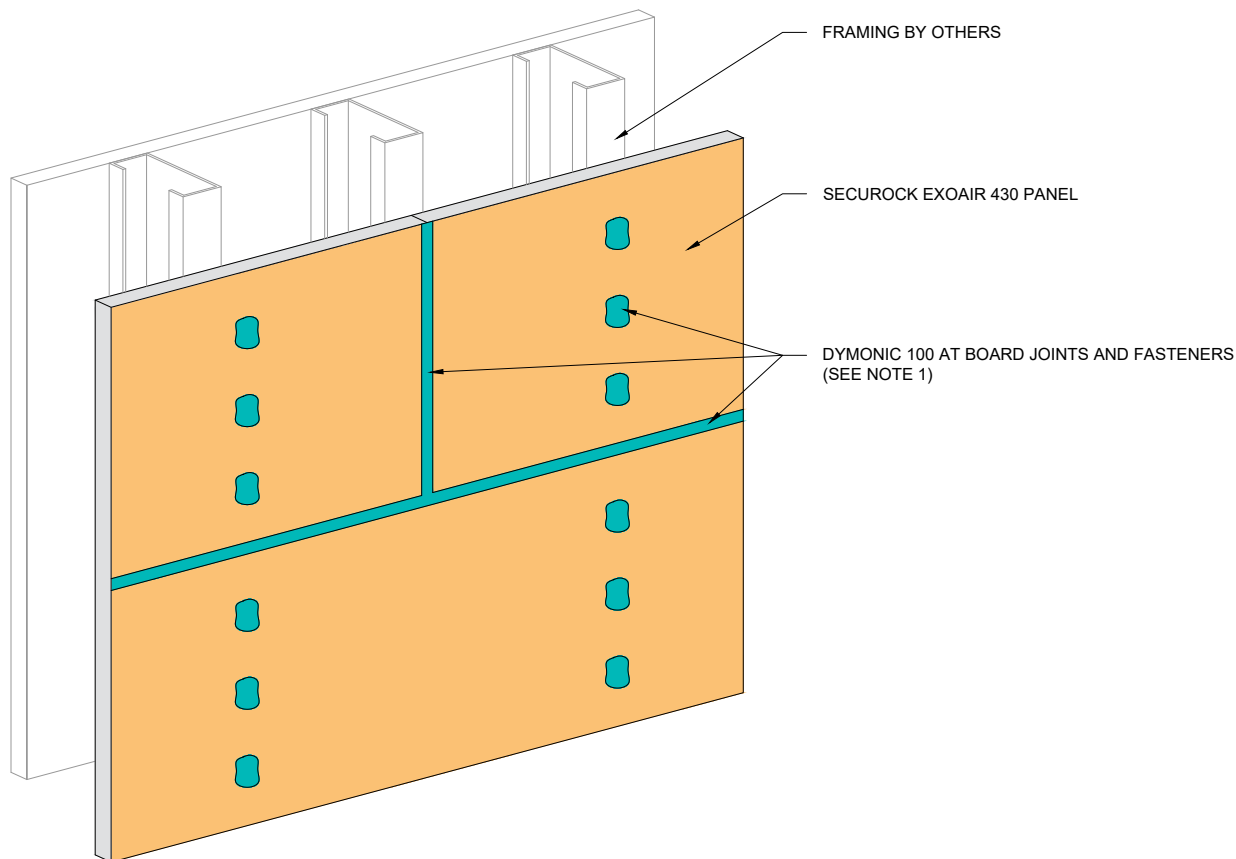 FRAMING BY OTHERS
SECUROCK EXOAIR 430 PANEL
DYMONIC 100 AT BOARD JOINTS AND FASTENERS
(SEE NOTE 1)